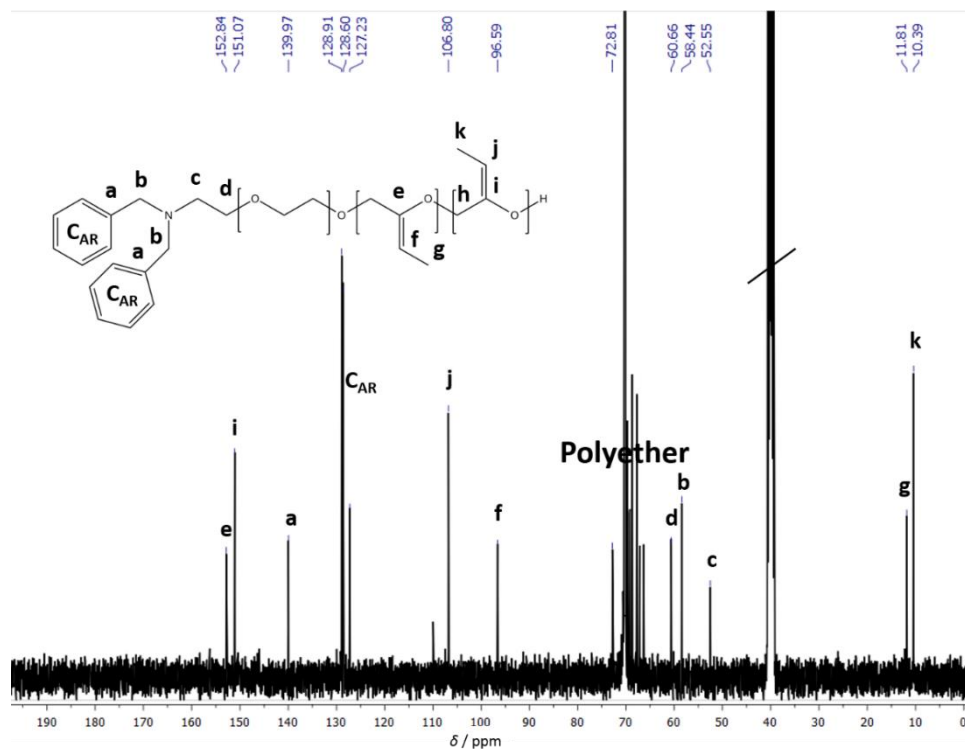 152.84
151.07
139.97
128.91
128.60
127.23
106.80
96.59
72.81
60.66
58.44
52.55
11.81
10.39
k
j
i
a b c d e h
C_AR N O O O O H
b f g
a
C_AR
C_AR
i j k
Polyether
e a f d b c g
190 180 170 160 150 140 130 120 110 100 90 80 70 60 50 40 30 20 10 0
δ / ppm